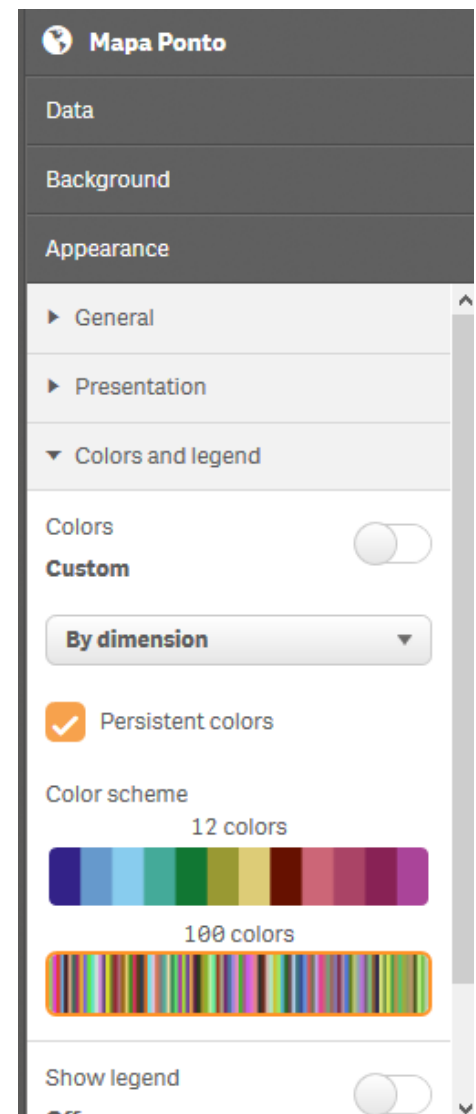 Mapa Ponto
Data
Background
Appearance
General
Presentation
Colors and legend
Colors
Custom
By dimension
Persistent colors
Color scheme
12 colors
100 colors
Show legend